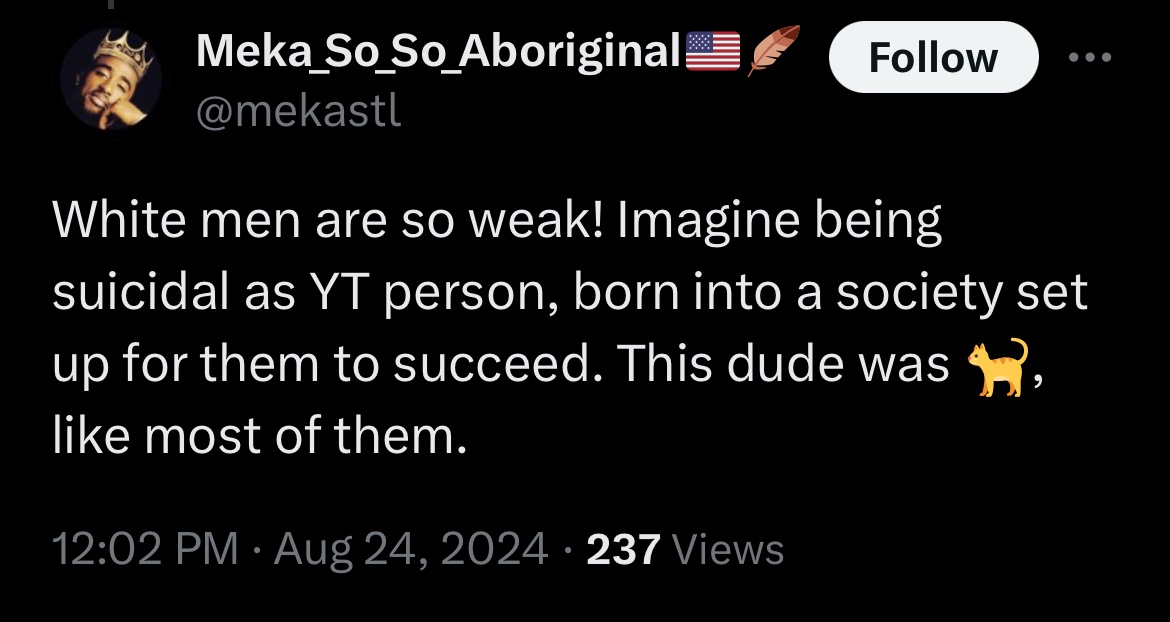 Meka_So_So_Aboriginal🇺🇸🪶
Follow
@mekastl
White men are so weak! Imagine being
suicidal as YT person, born into a society set
up for them to succeed. This dude was 🐈,
like most of them.
12:02 PM · Aug 24, 2024 · 237 Views